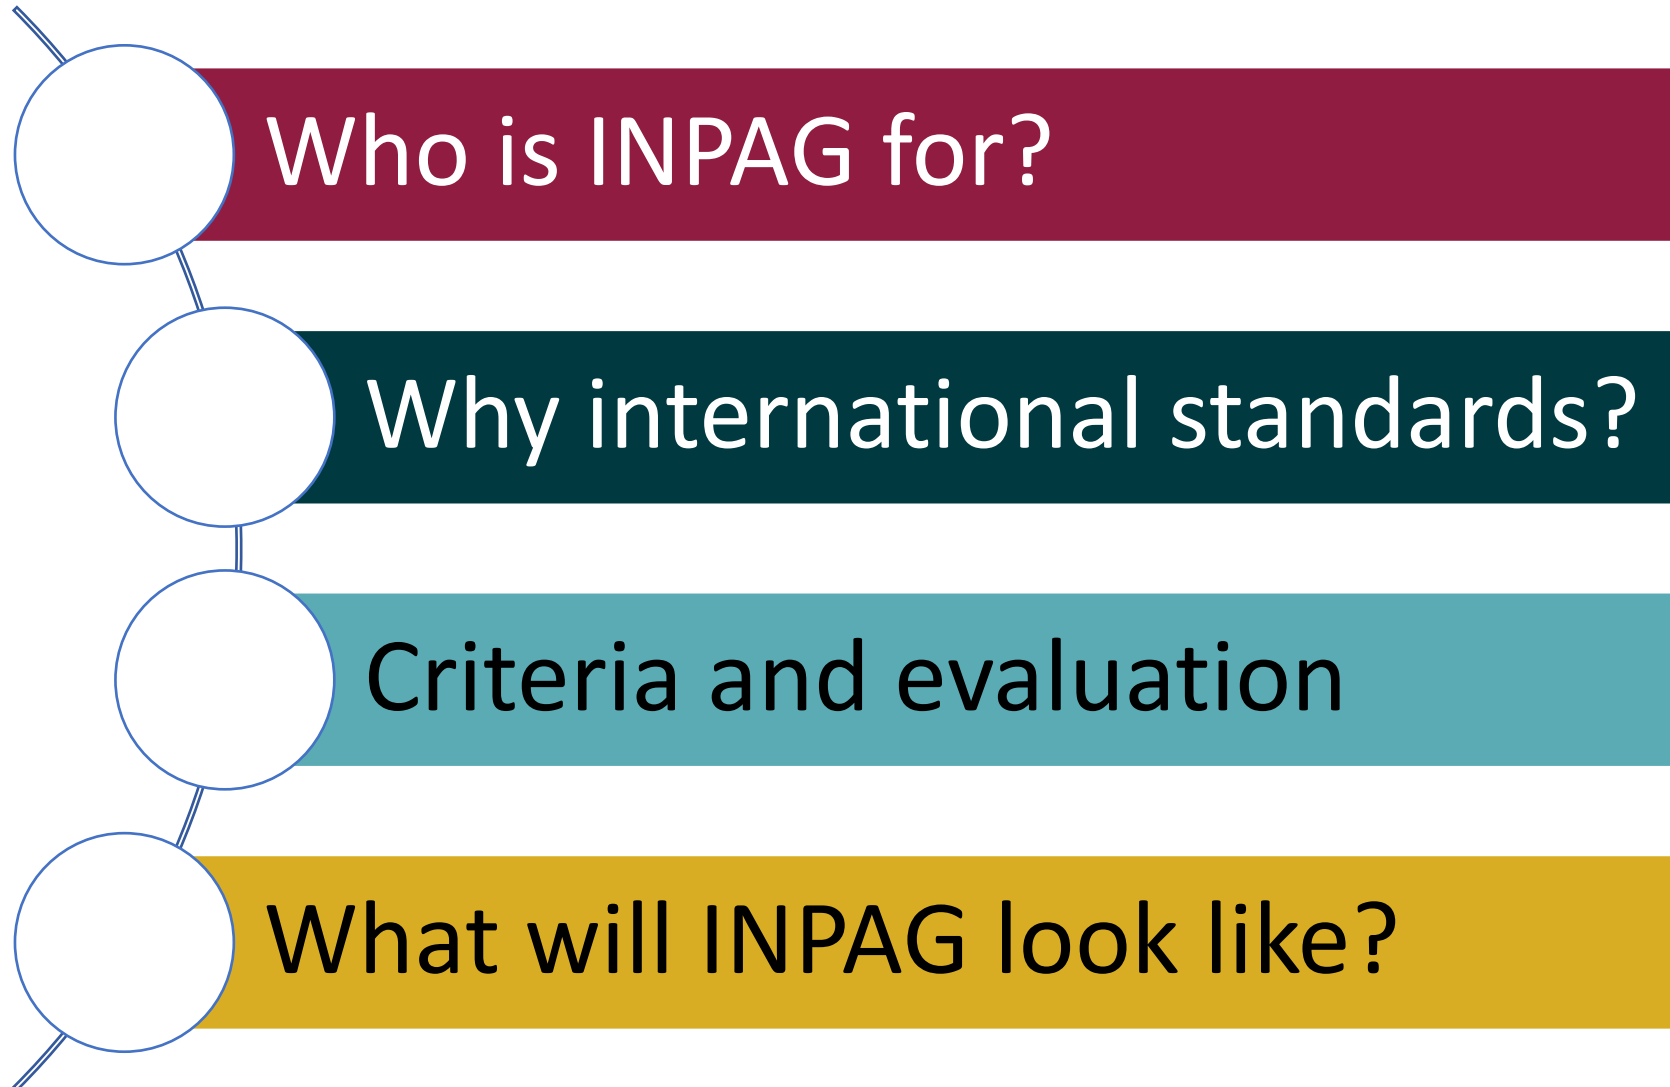 Who is INPAG for?
Why international standards?
Criteria and evaluation
What will INPAG look like?